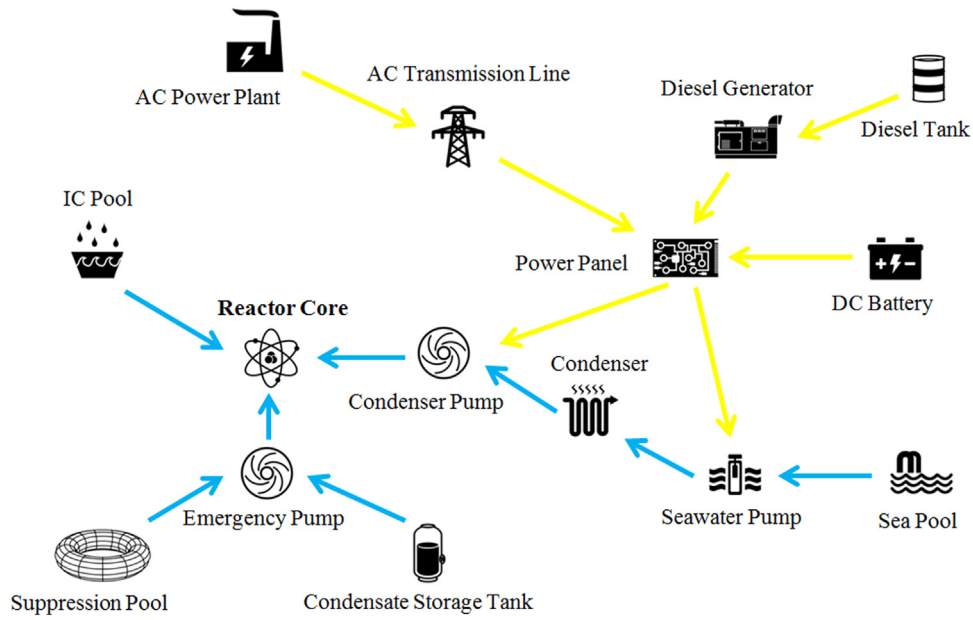 AC Power Plant
AC Transmission Line
Diesel Generator
Diesel Tank
IC Pool
Power Panel
DC Battery
Reactor Core
Condenser
Condenser Pump
Emergency Pump
Seawater Pump
Sea Pool
Suppression Pool
Condensate Storage Tank